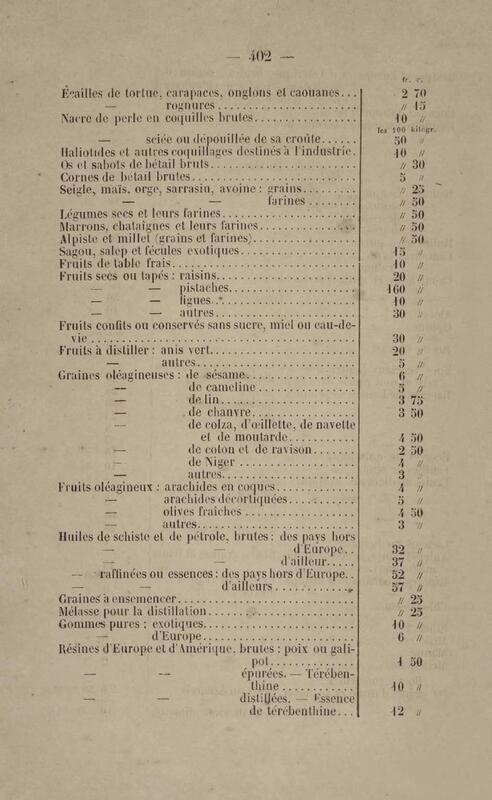 — 402 —
fr. c.
Écailles de tortue, carapaces, onglons et caouanes... 2 70
— rognures...................... // 15
Nacre de perle en coquilles brutes............... 10 //
les 100 kilogr.
— sciée ou dépouillée de sa croûte...... 50 //
Haliotides et autres coquillages destinés à l'industrie. 10 //
Os et sabots de bétail bruts..................... // 30
Cornes de bétail brutes........................ 5 //
Seigle, maïs, orge, sarrasin, avoine : grains......... // 25
— — farines ........ // 50
Légumes secs et leurs farines................... // 50
Marrons, chataignes et leurs farines.............. // 50
Alpiste et millet (grains et farines)............... // 50
Sagou, salep et fécules exotiques................ 15 //
Fruits de table frais........................... 10 //
Fruits secs ou tapés : raisins.................... 20 //
— — pistaches.................. 160 //
— — ligues...................... 10 //
— — autres..................... 30 //
Fruits confits ou conservés sans sucre, miel ou eau-de-
vie ....................................... 30 //
Fruits à distiller : anis vert..................... 20 //
— autres......................... 5 //
Graines oléagineuses : de sésame................ 6 //
— de cameline ............... 5 //
— de lin..................... 3 75
— de chanvre................ 3 50
— de colza, d'œillette, de navette
et de moutarde.......... 4 50
— de coton et de ravison....... 2 50
— de Niger .................. 4 //
— autres.................... 3 //
Fruits oléagineux : arachides en coques........... 4 //
— arachides décortiquées.......... 5 //
— olives fraiches ................ 4 50
— autres........................ 3 //
Huiles de schiste et de pétrole, brutes : des pays hors
— — d'Europe.. 32 //
— — d'ailleur..... 37 //
— raffinées ou essences : des pays hors d'Europe.. 52 //
— — d'ailleurs ............ 57 //
Graines à ensemencer......................... // 25
Mélasse pour la distillation..................... // 25
Gommes pures : exotiques..................... 10 //
— d'Europe..................... 6 //
Résines d'Europe et d'Amérique, brutes : poix ou gali-
pot............. 1 50
— — épurées. — Térében-
thine ........... 10 //
— — distillées. — Essence
de térébenthine... 12 //